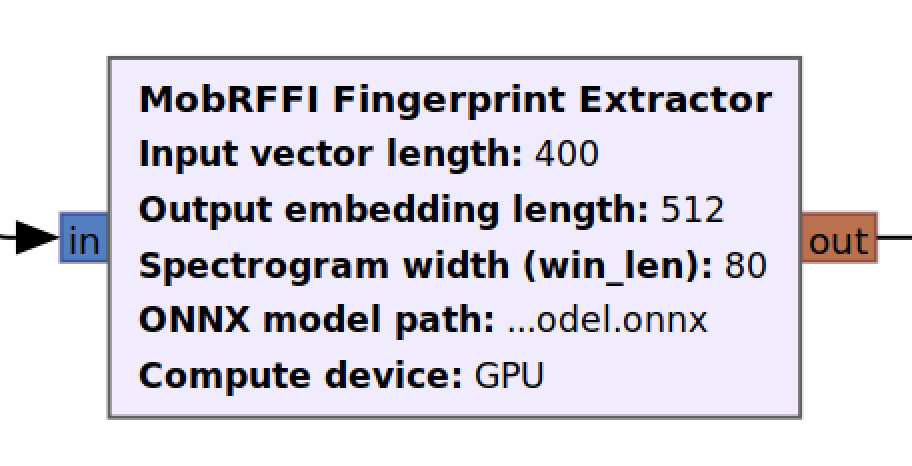 MobRFFI Fingerprint Extractor
Input vector length: 400
Output embedding length: 512
in
out
Spectrogram width (win_len): 80
ONNX model path: ...odel.onnx
Compute device: GPU